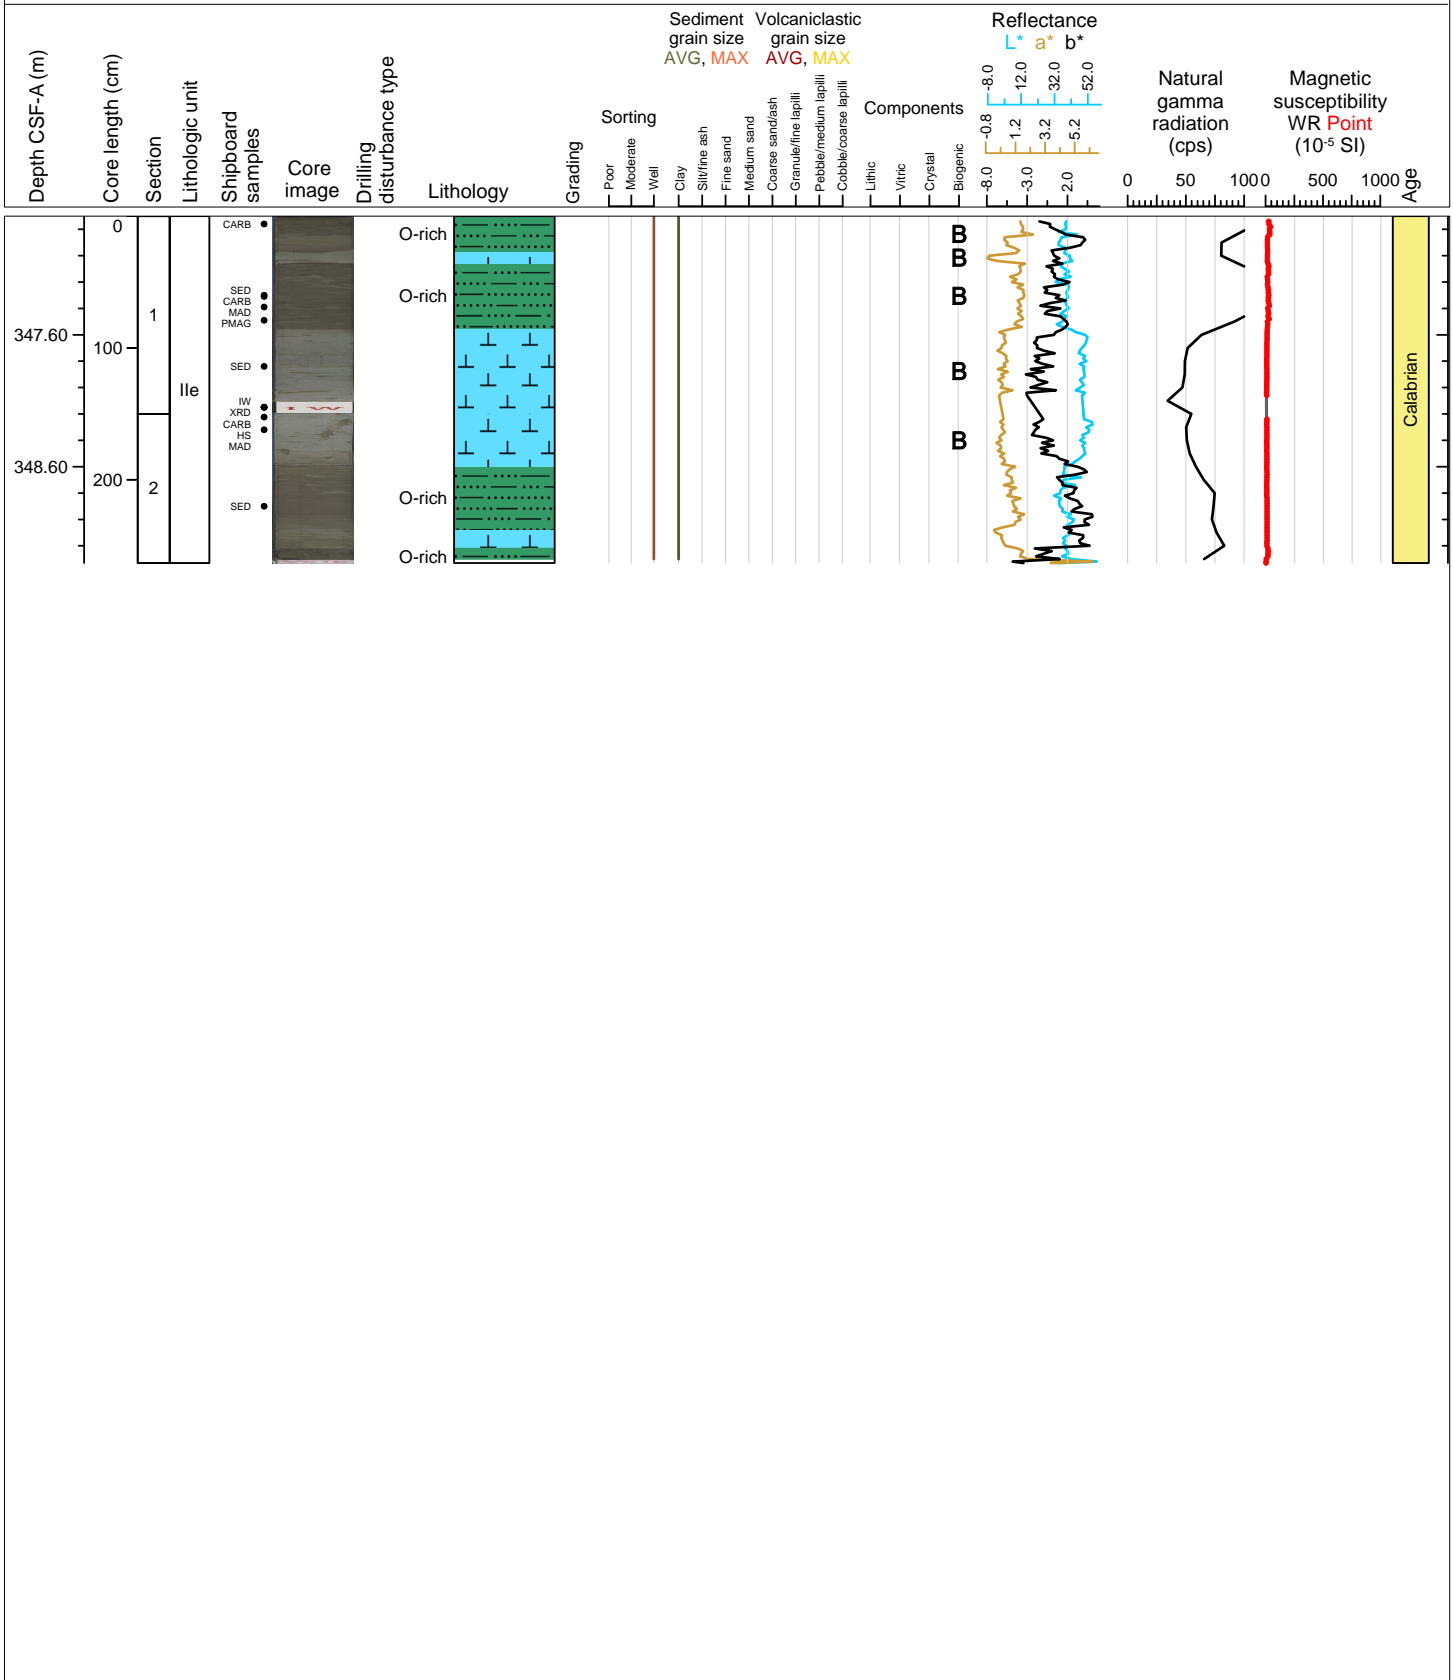 Depth CSF-A (m)
Core length (cm)
Section
Lithologic unit
Shipboard
samples
Core
image
Drilling
disturbance type
Lithology
Grading
Sorting
Poor
Moderate
Well
Sediment
grain size
AVG, MAX
Volcaniclastic
grain size
AVG, MAX
Clay
Silt/fine ash
Fine sand
Medium sand
Coarse sand/ash
Granule/fine lapilli
Pebble/medium lapilli
Cobble/coarse lapilli
Components
Lithic
Vitric
Crystal
Biogenic
Reflectance
L* a* b*
-8.0 12.0 32.0 52.0
-0.8 1.2 3.2 5.2
-8.0 -3.0 2.0
Natural
gamma
radiation
(cps)
0 50 100
Magnetic
susceptibility
WR Point
(10-5 SI)
0 500 1000
Age
0
CARB
O-rich
B
B
SED
CARB
MAD
PMAG
O-rich
B
1
347.60
100
SED
B
IIe
IW
XRD
CARB
HS
MAD
I W
B
Calabrian
348.60
200
2
SED
O-rich
O-rich